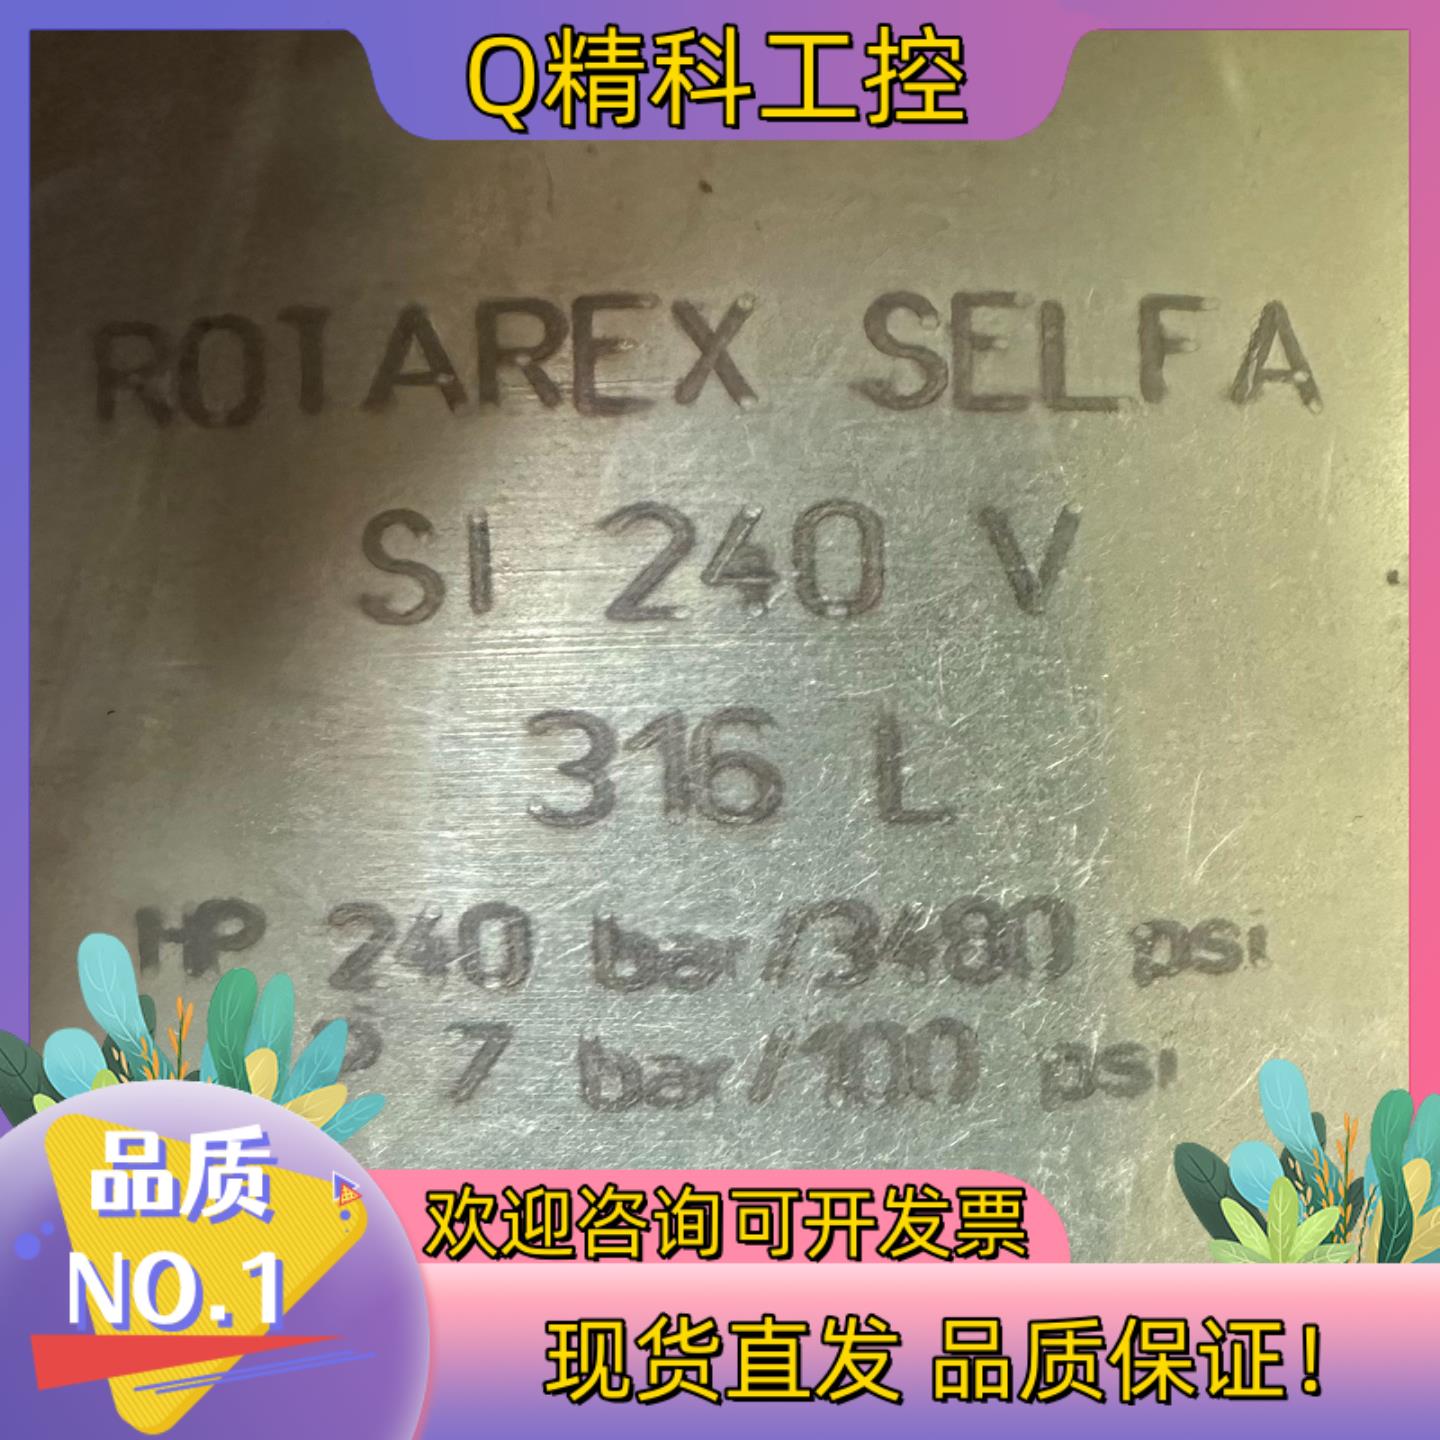 Q精科工控
ROTAREX SELFA
SI 240 V
316 L
HP 240 bar/3480 psi
P 7 bar/100 psi
品质
NO.1
欢迎咨询可开发票
现货直发 品质保证!